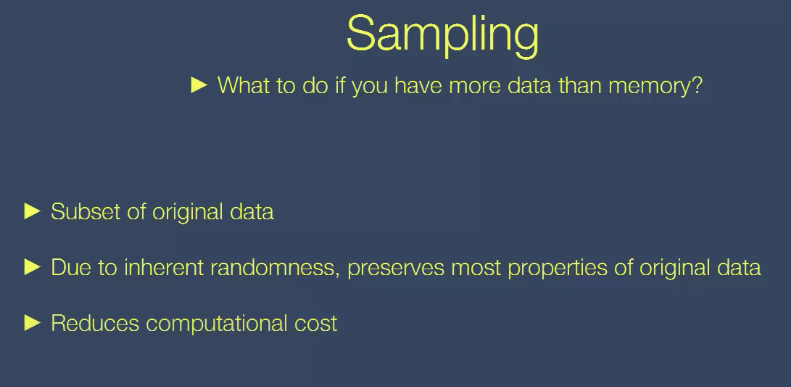 Sampling
► What to do if you have more data than memory?
► Subset of original data
► Due to inherent randomness, preserves most properties of original data
► Reduces computational cost